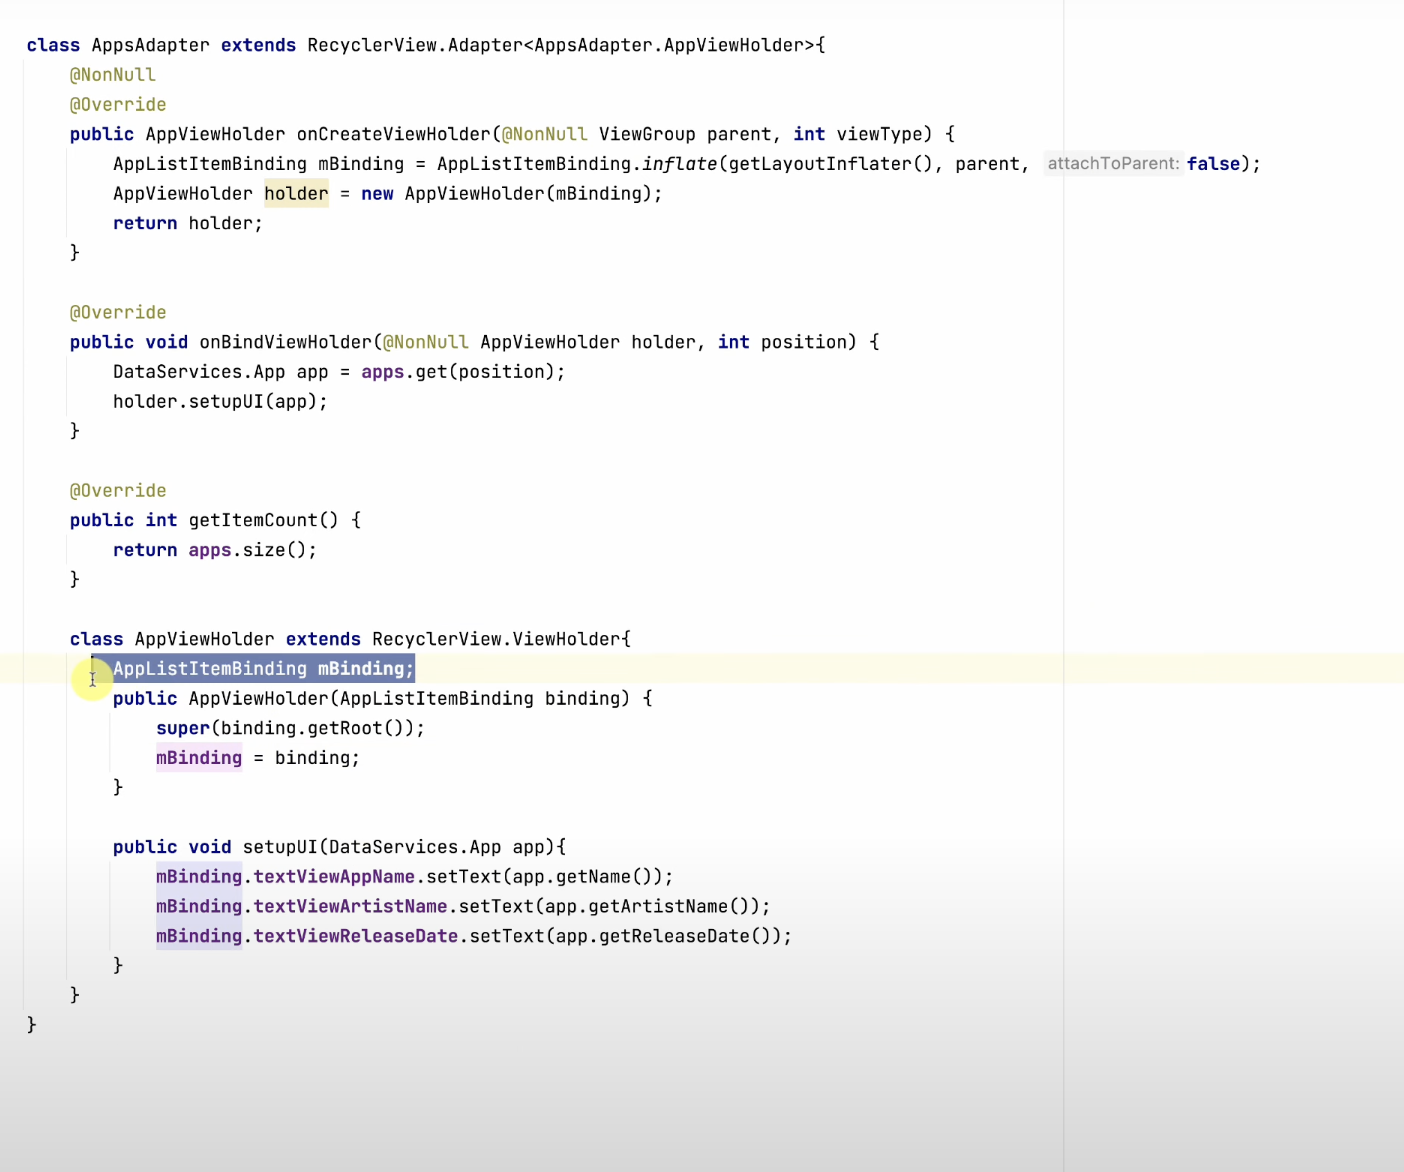 class AppsAdapter extends RecyclerView.Adapter<AppsAdapter.AppViewHolder>{
    @NonNull
    @Override
    public AppViewHolder onCreateViewHolder(@NonNull ViewGroup parent, int viewType) {
        AppListItemBinding mBinding = AppListItemBinding.inflate(getLayoutInflater(), parent, attachToParent: false);
        AppViewHolder holder = new AppViewHolder(mBinding);
        return holder;
    }

    @Override
    public void onBindViewHolder(@NonNull AppViewHolder holder, int position) {
        DataServices.App app = apps.get(position);
        holder.setupUI(app);
    }

    @Override
    public int getItemCount() {
        return apps.size();
    }

    class AppViewHolder extends RecyclerView.ViewHolder{
        AppListItemBinding mBinding;
        public AppViewHolder(AppListItemBinding binding) {
            super(binding.getRoot());
            mBinding = binding;
        }

        public void setupUI(DataServices.App app){
            mBinding.textViewAppName.setText(app.getName());
            mBinding.textViewArtistName.setText(app.getArtistName());
            mBinding.textViewReleaseDate.setText(app.getReleaseDate());
        }
    }
}